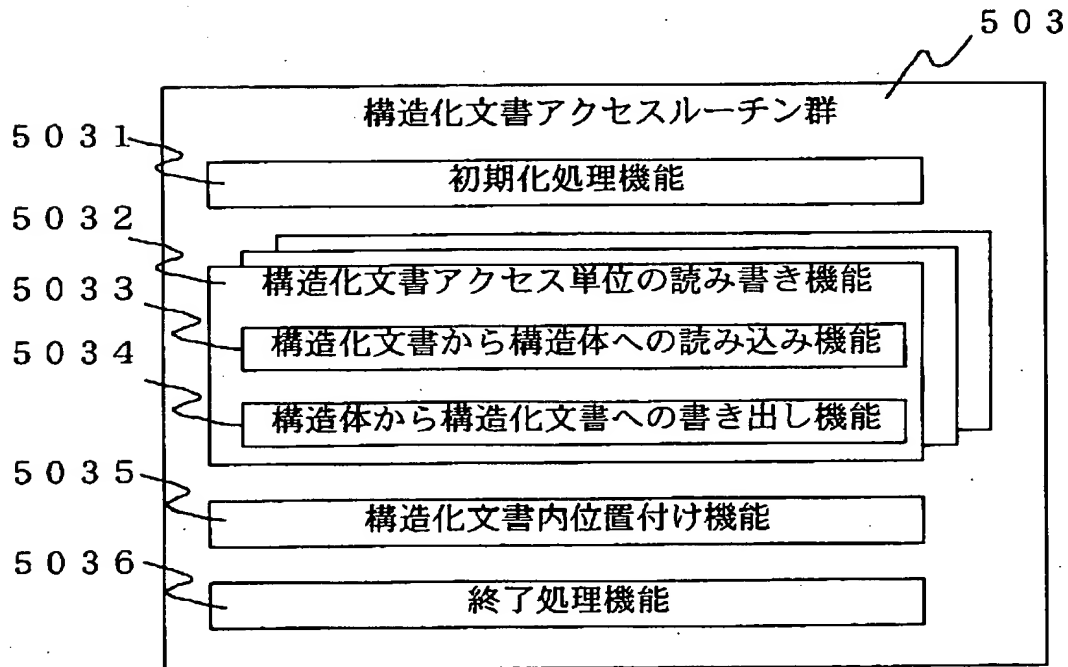 ５０３
構造化文書アクセスルーチン群
５０３１
初期化処理機能
５０３２
構造化文書アクセス単位の読み書き機能
５０３３
構造化文書から構造体への読み込み機能
５０３４
構造体から構造化文書への書き出し機能
５０３５
構造化文書内位置付け機能
５０３６
終了処理機能